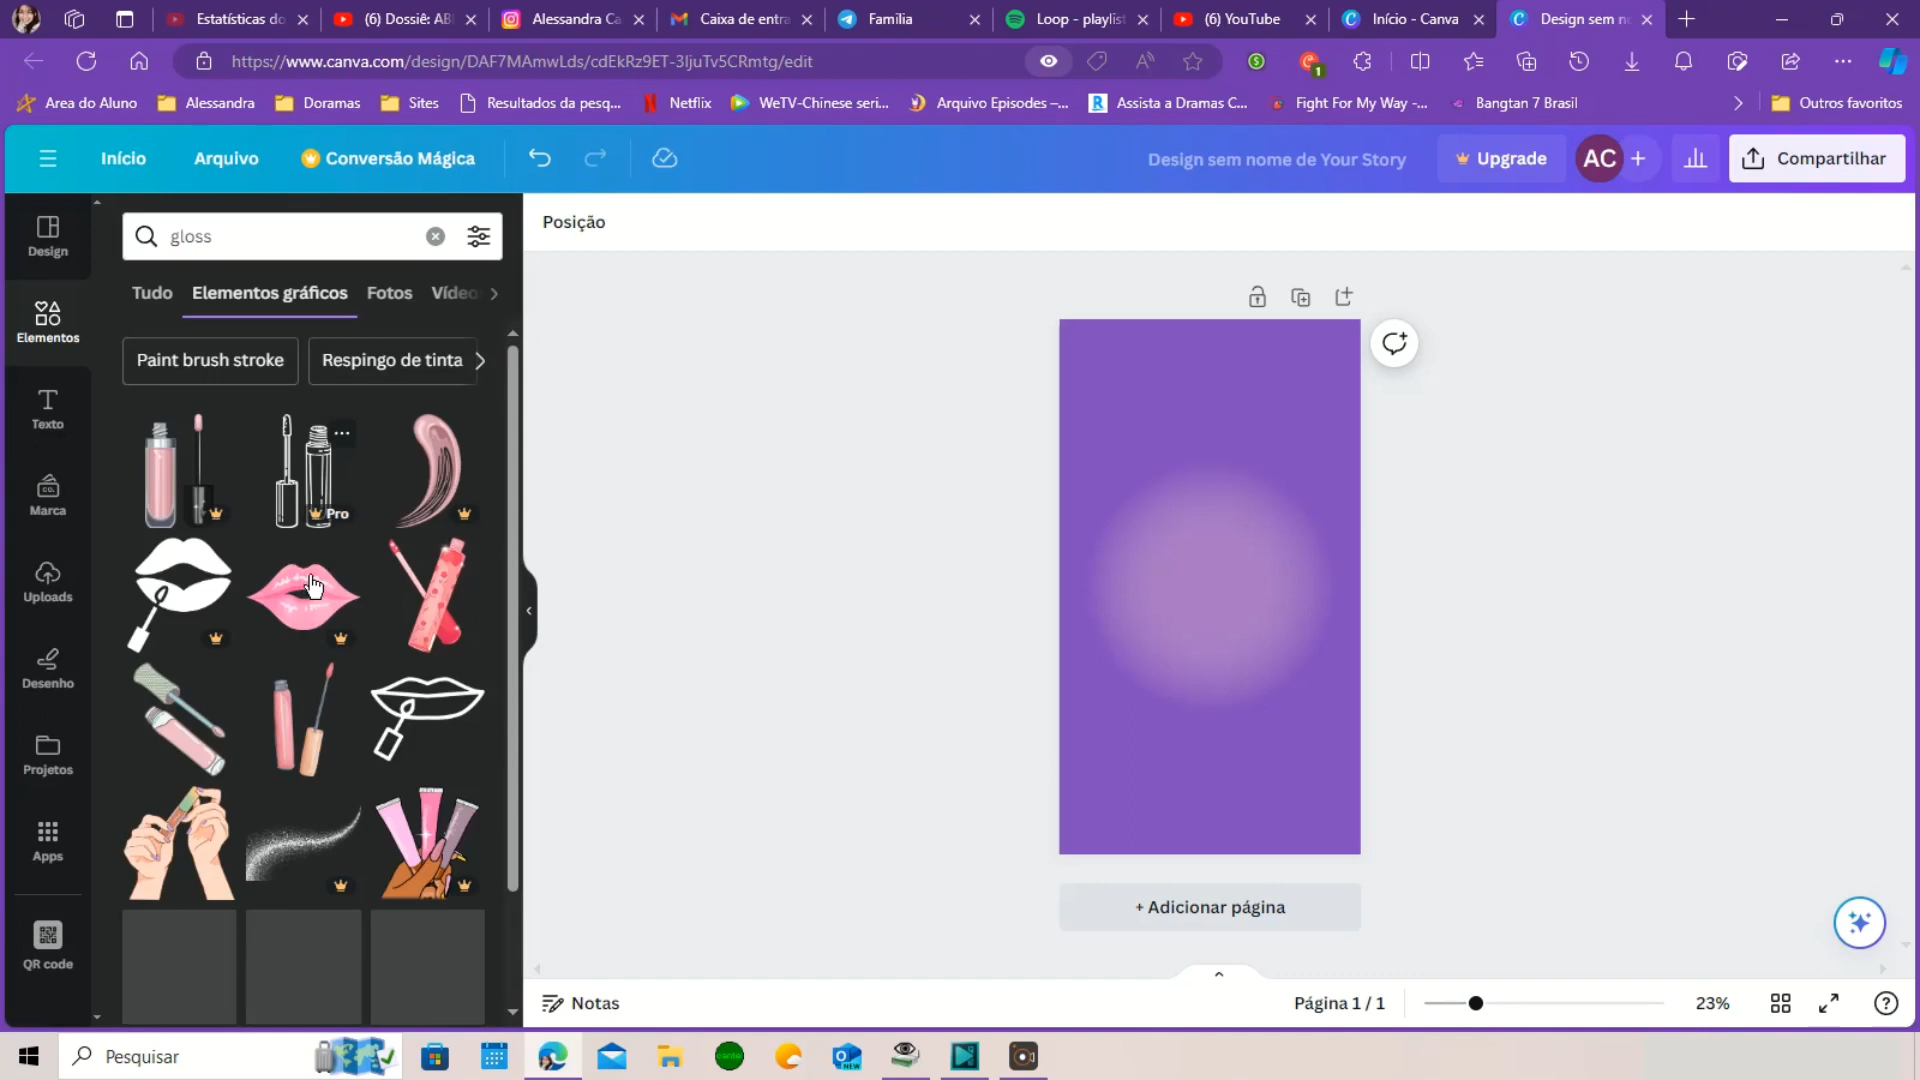 Estatísticas do
(6) Dossiê: AB
Alessandra Ca
Caixa de entra
Familia
Loop - playlist
(6) YouTube
Início - Canva
Design sem n
https://www.canva.com/design/DAF7MAmwLds/cdEkRz9ET-3IjuTv5CRmtg/edit
1
Area do Aluno
Alessandra
Doramas
Sites
Resultados da pesq...
Netflix
WeTV-Chinese seri...
Arquivo Episodes –...
Assista a Dramas C...
Fight For My Way -...
Bangtan 7 Brasil
Outros favoritos
Início
Arquivo
Conversão Mágica
Design sem nome de Your Story
Upgrade
AC
Compartilhar
Design
Elementos
Texto
Marca
Uploads
Desenho
Projetos
Apps
QR code
gloss
Tudo
Elementos gráficos
Fotos
Vídeo
Paint brush stroke
Respingo de tinta
Pro
Posição
+ Adicionar página
Notas
Página 1 / 1
23%
Pesquisar
NEW